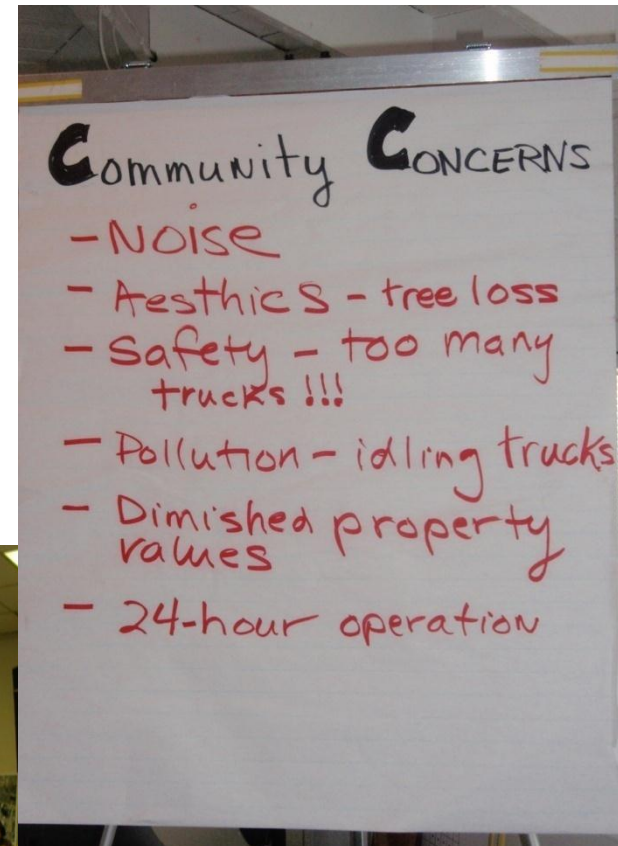 Community CONCERNS
- NOISe
- Aesthics - tree loss
- Safety - too many
trucks !!!
- Pollution - idling trucks
- Dimished property
values
- 24-hour operation